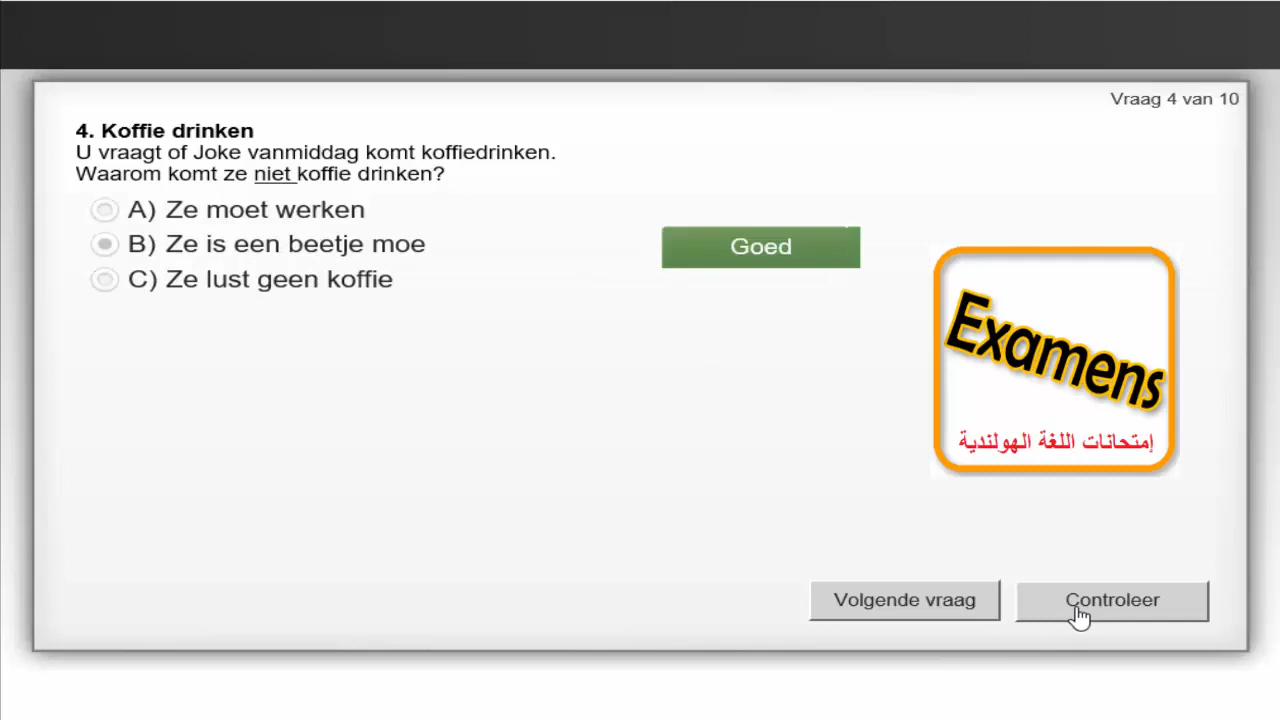 Vraag 4 van 10
4. Koffie drinken
U vraagt of Joke vanmiddag komt koffiedrinken.
Waarom komt ze niet koffie drinken?
A) Ze moet werken
B) Ze is een beetje moe
C) Ze lust geen koffie
Goed
Examens
إمتحانات اللغة الهولندية
Volgende vraag
Controleer